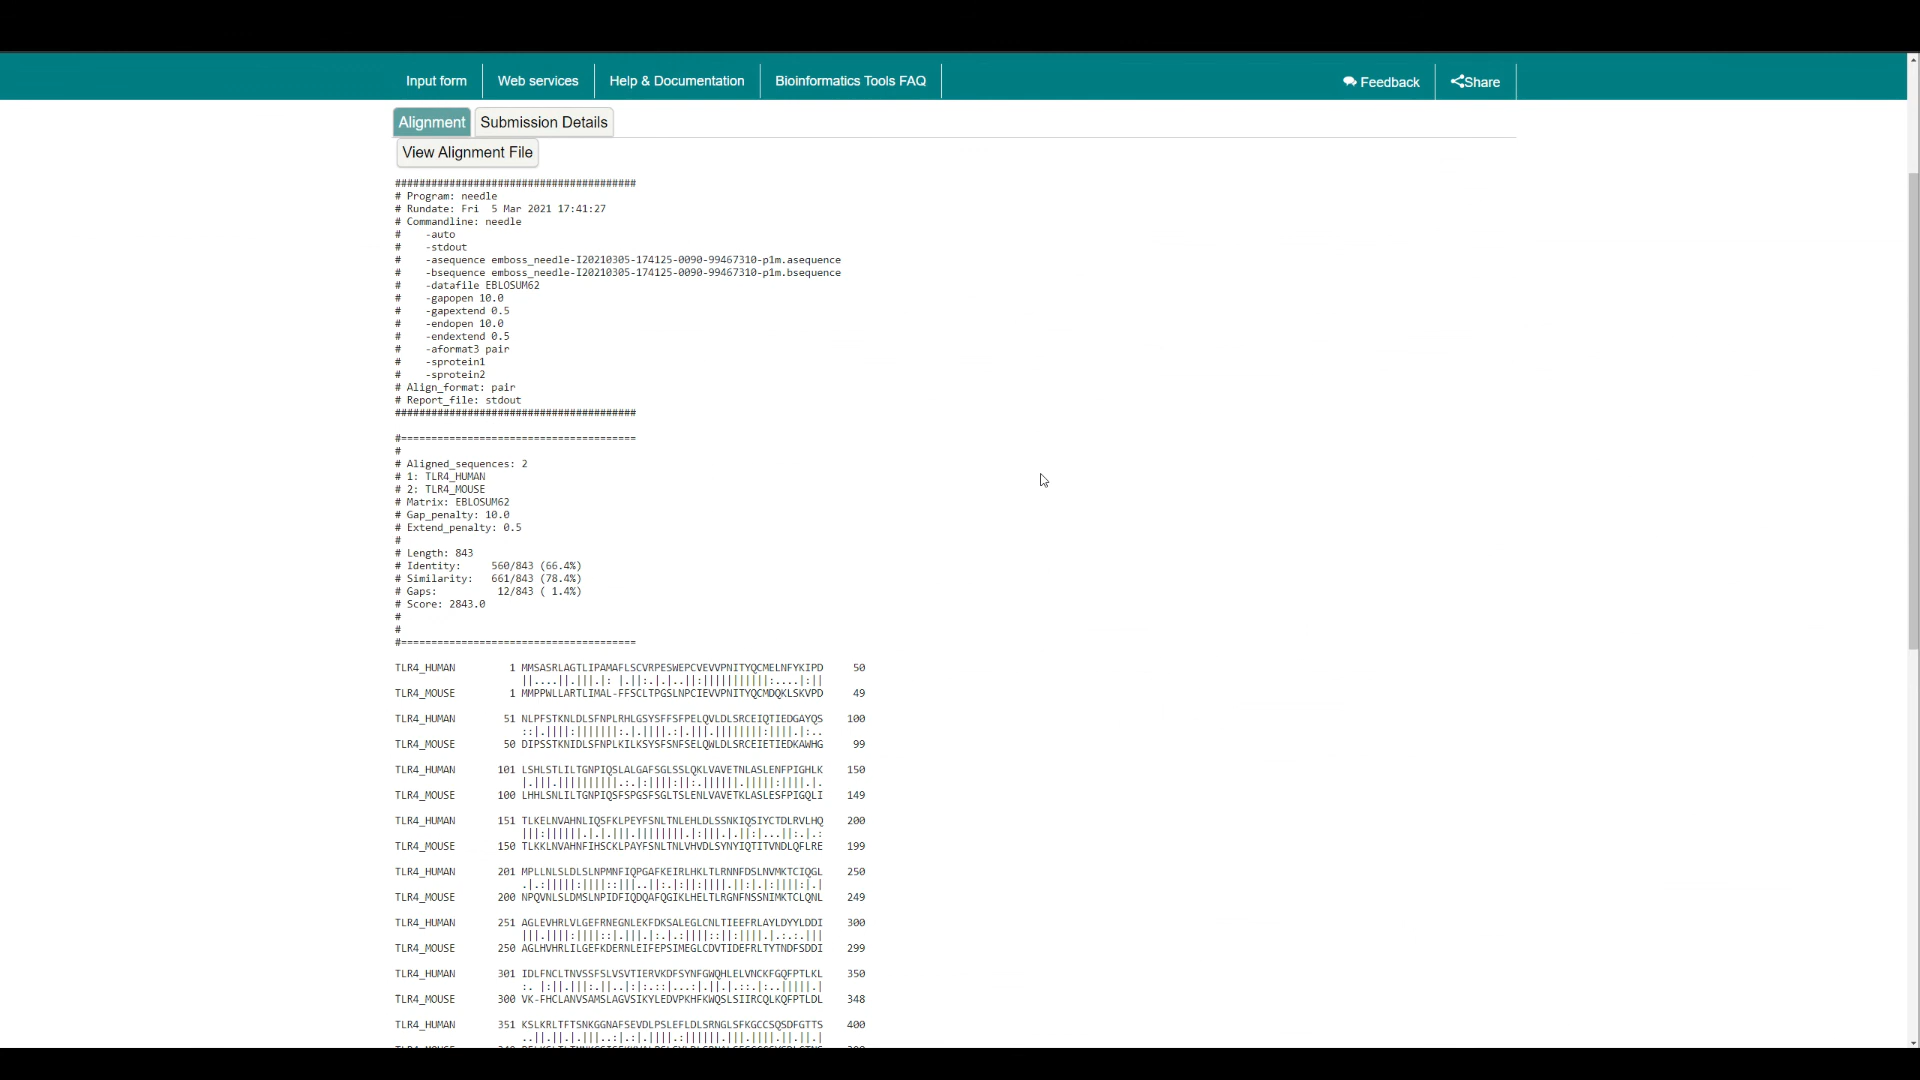 Input form Web services Help & Documentation Bioinformatics Tools FAQ Feedback Share
Alignment Submission Details
View Alignment File
########################################
# Program: needle
# Rundate: Fri  5 Mar 2021 17:41:27
# Commandline: needle
#    -auto
#    -stdout
#    -asequence emboss_needle-I20210305-174125-0090-99467310-p1m.asequence
#    -bsequence emboss_needle-I20210305-174125-0090-99467310-p1m.bsequence
#    -datafile EBLOSUM62
#    -gapopen 10.0
#    -gapextend 0.5
#    -endopen 10.0
#    -endextend 0.5
#    -aformat3 pair
#    -sprotein1
#    -sprotein2
# Align_format: pair
# Report_file: stdout
########################################
#=======================================
#
# Aligned_sequences: 2
# 1: TLR4_HUMAN
# 2: TLR4_MOUSE
# Matrix: EBLOSUM62
# Gap_penalty: 10.0
# Extend_penalty: 0.5
#
# Length: 843
# Identity:     560/843 (66.4%)
# Similarity:   661/843 (78.4%)
# Gaps:          12/843 ( 1.4%)
# Score: 2843.0
#
#
#=======================================
TLR4_HUMAN         1 MMSASRLAGTLIPAMAFLSCVRPESWEPCVEVVPNITYQCMELNFYKIPD     50
||....||.|||.|: |.||:.|.|..||:|||||||||||:....|:||
TLR4_MOUSE         1 MMPPWLLARTLIMAL-FFSCLTPGSLNPCIEVVPNITYQCMDQKLSKVPD     49
TLR4_HUMAN        51 NLPFSTKNLDLSFNPLRHLGSYSFFSFPELQVLDLSRCEIQTIEDGAYQS    100
::|.||||:|||||||:.|.||||.:|.|||.||||||||:||||.|:..
TLR4_MOUSE        50 DIPSSTKNIDLSFNPLKILKSYSFSNFSELQWLDLSRCEIETIEDKAWHG     99
TLR4_HUMAN       101 LSHLSTLILTGNPIQSLALGAFSGLSSLQKLVAVETNLASLENFPIGHLK    150
|.|||.||||||||||.:.|:||||:||:.||||||.|||||:||||.|.
TLR4_MOUSE       100 LHHLSNLILTGNPIQSFSPGSFSGLTSLENLVAVETKLASLESFPIGQLI    149
TLR4_HUMAN       151 TLKELNVAHNLIQSFKLPEYFSNLTNLEHLDLSSNKIQSIYCTDLRVLHQ    200
|||:||||||.|.|.|||.|||||||||.|:|||.|.||:|...||:.|.:
TLR4_MOUSE       150 TLKKLNVAHNFIHSCKLPAYFSNLTNLVHVDLSYNYIQTITVNDLQFLRE    199
TLR4_HUMAN       201 MPLLNLSLDLSLNPMNFIQPGAFKEIRLHKLTLRNNFDSLNVMKTCIQGL    250
.|.:|||||:||||::|||..||:.|:||:||||.||:|.|:||||:|.|
TLR4_MOUSE       200 NPQVNLSLDMSLNPIDFIQDQAFQGIKLHELTLRGNFNSSNIMKTCLQNL    249
TLR4_HUMAN       251 AGLEVHRLVLGEFRNEGNLEKFDKSALEGLCNLTIEEFRLAYLDYYLDDI    300
|||.||||:||||::|.|||.|:.|.:||||::||:||||.|.:.:.|||
TLR4_MOUSE       250 AGLHVHRLILGEFKDERNLEIFEPSIMEGLCDVTIDEFRLTYTNDFSDDI    299
TLR4_HUMAN       301 IDLFNCLTNVSSFSLVSVTIERVKDFSYNFGWQHLELVNCKFGQFPTLKL    350
:. |:||.|||:.||..|:|:.::|...:|.||.|.::.|:..|||||.|
TLR4_MOUSE       300 VK-FHCLANVSAMSLAGVSIKYLEDVPKHFKWQSLSIIRCQLKQFPTLDL    348
TLR4_HUMAN       351 KSLKRLTFTSNKGGNAFSEVDLPSLEFLDLSRNGLSFKGCCSQSDFGTTS    400
..||.||.|.|||..:|.:|.||||.:||||||.|||.||||.||.||.|